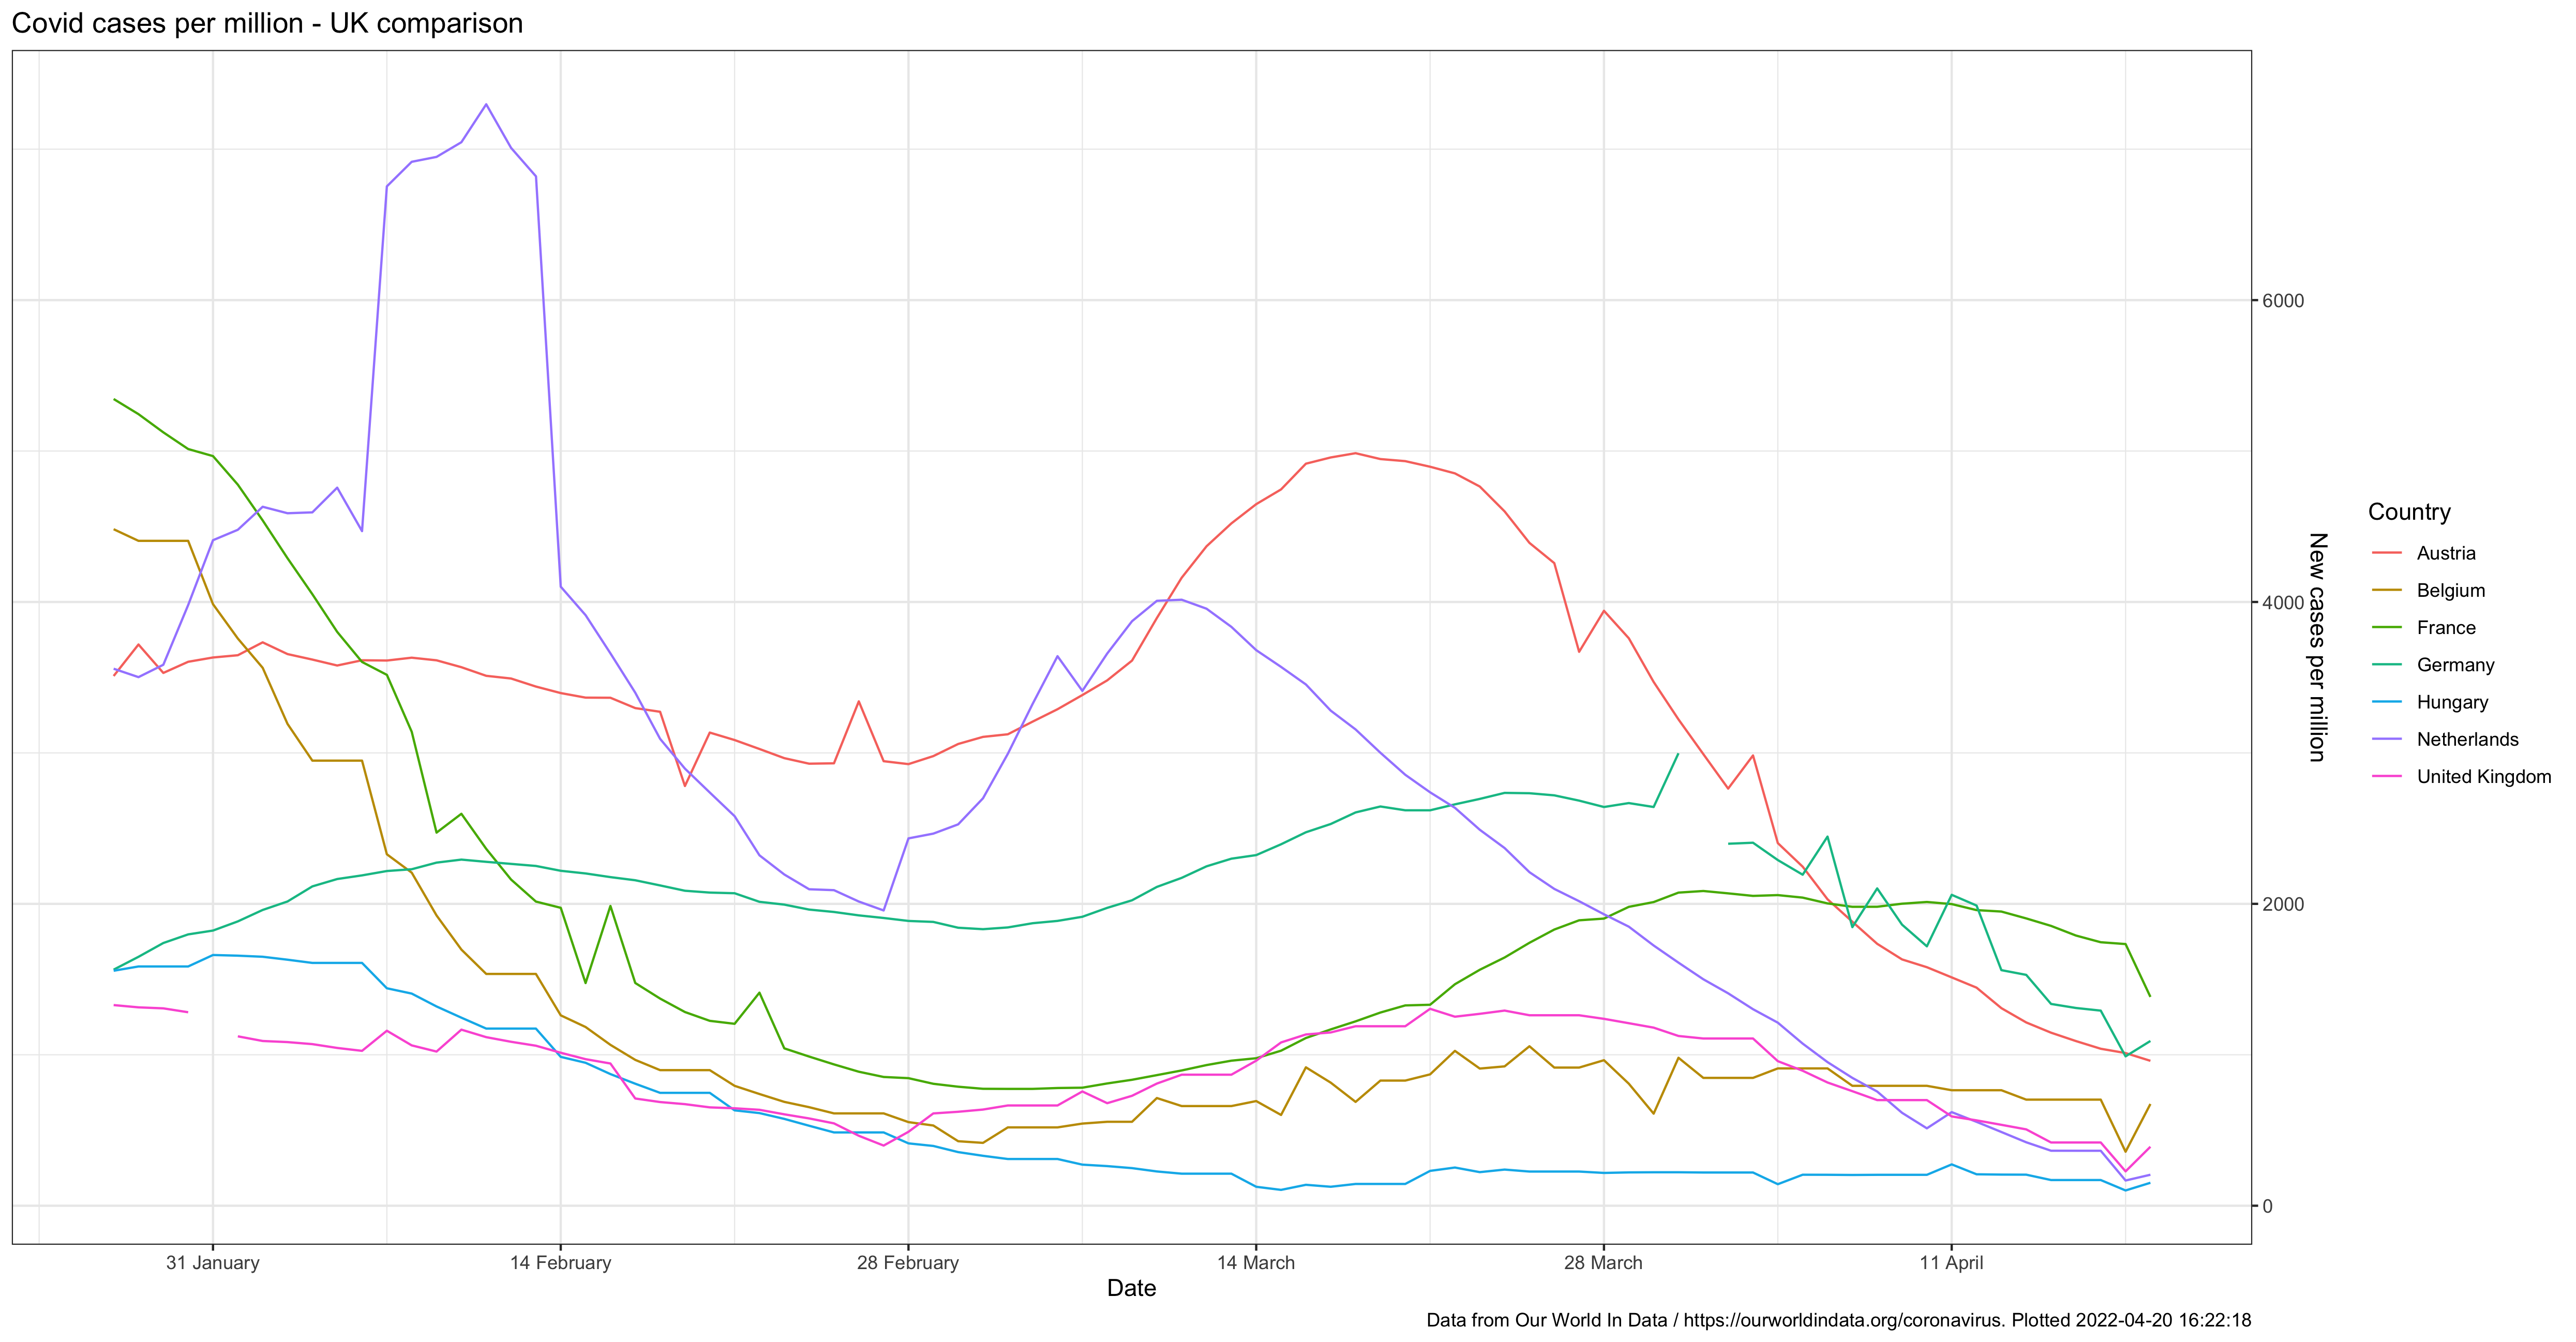 Covid cases per million - UK comparison
6000
4000
2000
0
New cases per million
31 January
14 February
28 February
14 March
28 March
11 April
Date
Country
Austria
Belgium
France
Germany
Hungary
Netherlands
United Kingdom
Data from Our World In Data / https://ourworldindata.org/coronavirus. Plotted 2022-04-20 16:22:18